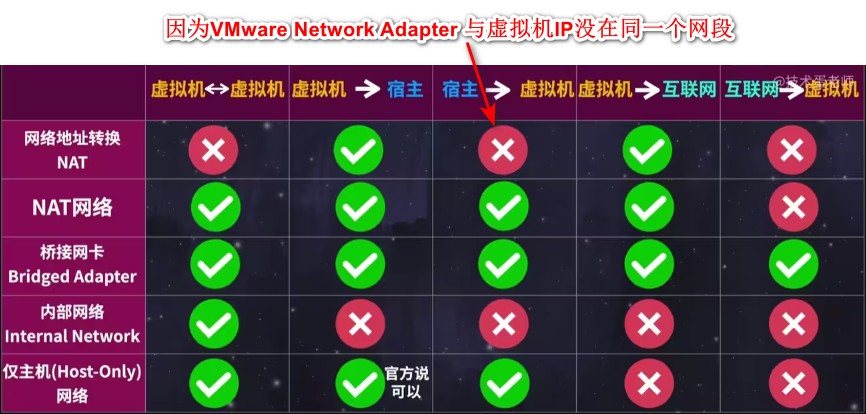 因为VMware Network Adapter 与虚拟机IP没在同一个网段
@技术蛋老师
虚拟机↔虚拟机 虚拟机 → 宿主 宿主 → 虚拟机 虚拟机→互联网 互联网→虚拟机
网络地址转换
NAT
NAT网络
桥接网卡
Bridged Adapter
内部网络
Internal Network
仅主机(Host-Only)
网络
官方说
可以